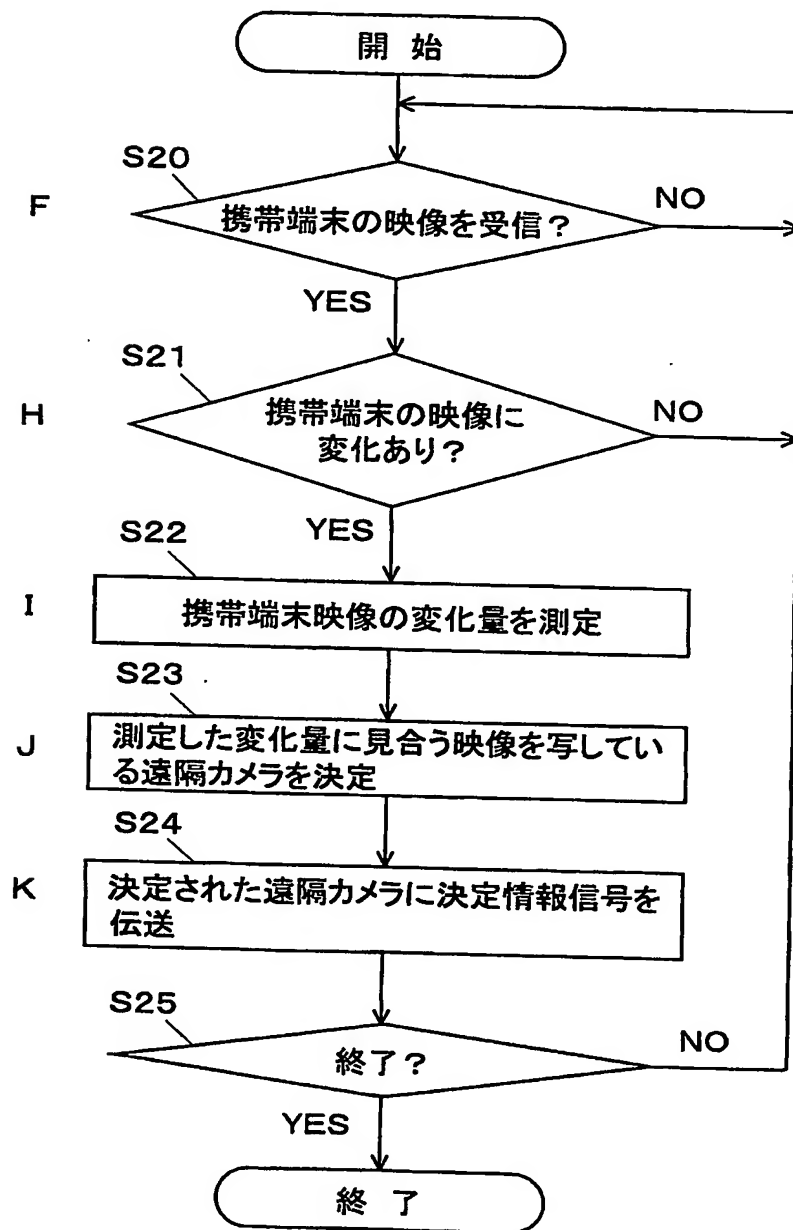 開始
S20
F
携帯端末の映像を受信?
NO
YES
S21
H
携帯端末の映像に
変化あり?
NO
YES
S22
I
携帯端末映像の変化量を測定
S23
J
測定した変化量に見合う映像を写してい
る遠隔カメラを決定
S24
K
決定された遠隔カメラに決定情報信号を
伝送
S25
終了?
NO
YES
終了